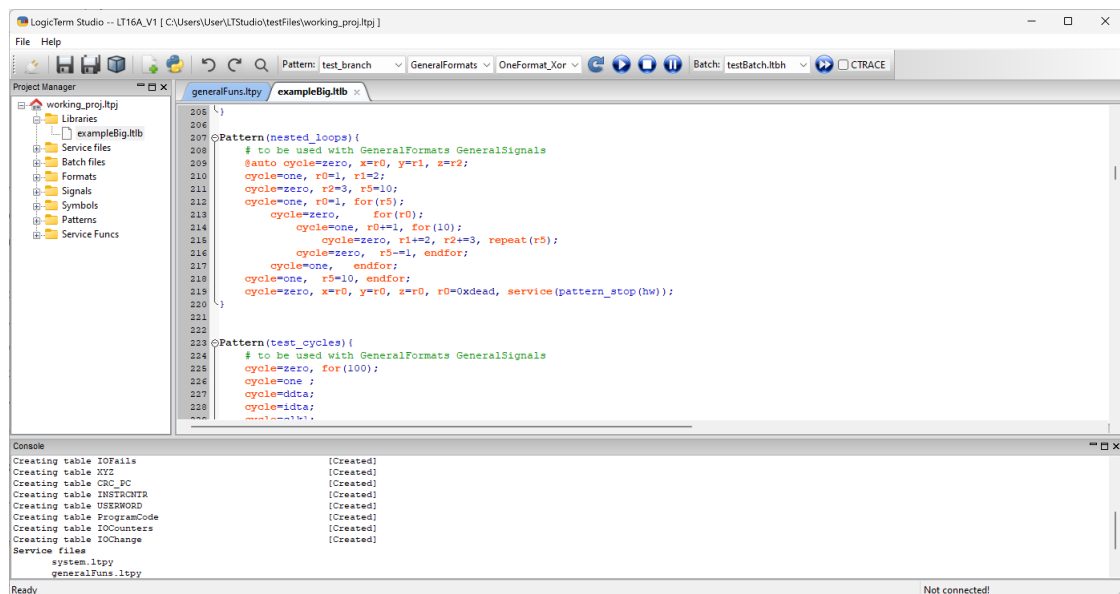 LogicTerm Studio -- LT16A_V1 [ C:\Users\User\LTStudio\testFiles\working_proj.ltpj ]
File Help
Pattern: test_branch GeneralFormats OneFormat_Xor Batch: testBatch.ltbh CTRACE
Project Manager
working_proj.ltpj
Libraries
exampleBig.ltlb
Service files
Batch files
Formats
Signals
Symbols
Patterns
Service Funcs
generalFuns.ltpy exampleBig.ltlb
205 }
206
207 Pattern(nested_loops){
208 # to be used with GeneralFormats GeneralSignals
209 @auto cycle=zero, x=r0, y=r1, z=r2;
210 cycle=one, r0=1, r1=2;
211 cycle=zero, r2=3, r5=10;
212 cycle=one, r0=1, for(r5);
213 cycle=zero, for(r0);
214 cycle=one, r0+=1, for(10);
215 cycle=zero, r1+=2, r2+=3, repeat(r5);
216 cycle=zero, r5-=1, endfor;
217 cycle=one, endfor;
218 cycle=one, r5=10, endfor;
219 cycle=zero, x=r0, y=r0, z=r0, r0=0xdead, service(pattern_stop(hw));
220 }
221
222
223 Pattern(test_cycles){
224 # to be used with GeneralFormats GeneralSignals
225 cycle=zero, for(100);
226 cycle=one ;
227 cycle=ddta;
228 cycle=idta;
Console
Creating table IOFails [Created]
Creating table XYZ [Created]
Creating table CRC_PC [Created]
Creating table INSTRCNTR [Created]
Creating table USERWORD [Created]
Creating table ProgramCode [Created]
Creating table IOCounters [Created]
Creating table IOChange [Created]
Service files
system.ltpy
generalFuns.ltpy
Ready Not connected!